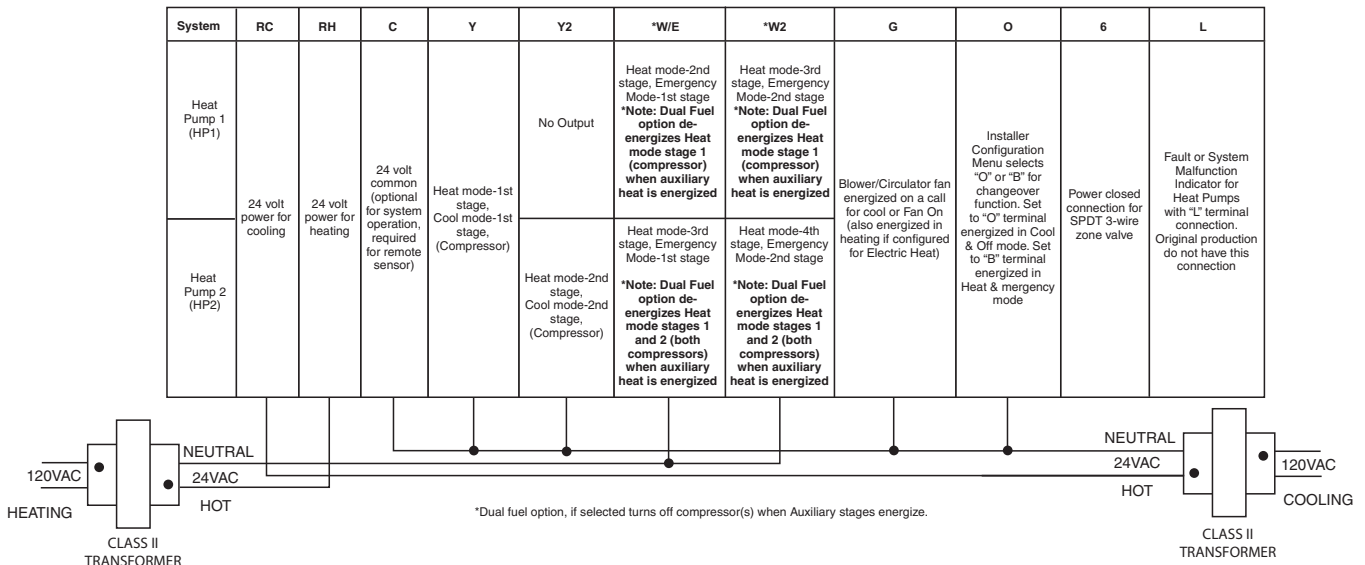 System RC RH C Y Y2 *W/E *W2 G O 6 L
Heat
Pump 1
(HP1)
24 volt
power for
cooling
24 volt
power for
heating
24 volt
common
(optional
for system
operation,
required
for remote
sensor)
Heat mode-1st
stage,
Cool mode-1st
stage,
(Compressor)
No Output
Heat mode-2nd
stage, Emergency
Mode-1st stage
*Note: Dual Fuel
option de-
energizes Heat
mode stage 1
(compressor)
when auxiliary
heat is energized
Heat mode-3rd
stage, Emergency
Mode-2nd stage
*Note: Dual Fuel
option de-
energizes Heat
mode stage 1
(compressor)
when auxiliary
heat is energized
Blower/Circulator fan
energized on a call
for cool or Fan On
(also energized in
heating if configured
for Electric Heat)
Installer
Configuration
Menu selects
“O” or “B” for
changeover
function. Set
to “O” terminal
energized in Cool
& Off mode. Set
to “B” terminal
energized in
Heat & mergency
mode
Power closed
connection for
SPDT 3-wire
zone valve
Fault or System
Malfunction
Indicator for
Heat Pumps
with “L” terminal
connection.
Original production
do not have this
connection
Heat
Pump 2
(HP2)
Heat mode-2nd
stage,
Cool mode-2nd
stage,
(Compressor)
Heat mode-3rd
stage, Emergency
Mode-1st stage
*Note: Dual Fuel
option de-
energizes Heat
mode stages 1
and 2 (both
compressors)
when auxiliary
heat is energized
Heat mode-4th
stage, Emergency
Mode-2nd stage
*Note: Dual Fuel
option de-
energizes Heat
mode stages 1
and 2 (both
compressors)
when auxiliary
heat is energized
120VAC
HEATING
NEUTRAL
24VAC
HOT
CLASS II
TRANSFORMER
*Dual fuel option, if selected turns off compressor(s) when Auxiliary stages energize.
NEUTRAL
24VAC
HOT
120VAC
COOLING
CLASS II
TRANSFORMER